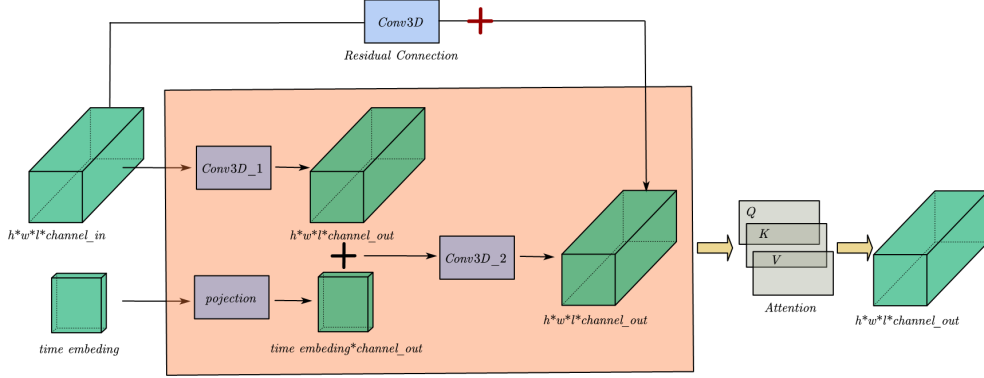 Conv3D
Residual Connection
Conv3D_1
h*w*l*channel_in
h*w*l*channel_out
Conv3D_2
pojection
time embeding
time embeding*channel_out
h*w*l*channel_out
Q
K
V
Attention
h*w*l*channel_out